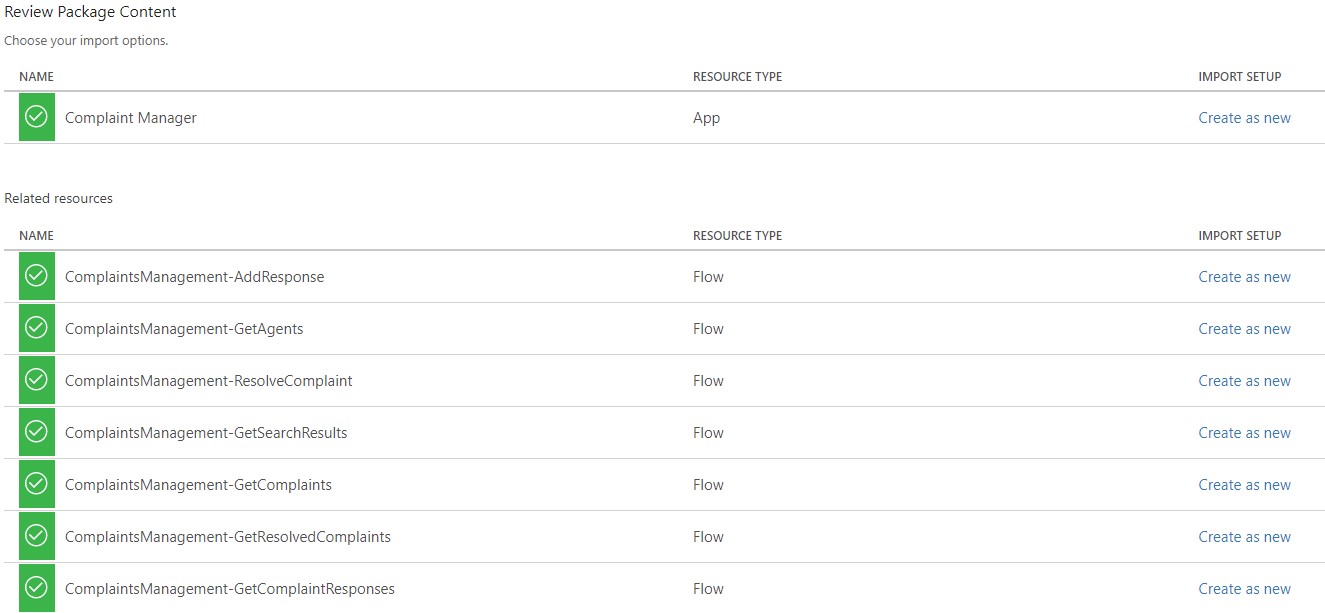 Review Package Content
Choose your import options.
NAME RESOURCE TYPE IMPORT SETUP
Complaint Manager App Create as new
Related resources
NAME RESOURCE TYPE IMPORT SETUP
ComplaintsManagement-AddResponse Flow Create as new
ComplaintsManagement-GetAgents Flow Create as new
ComplaintsManagement-ResolveComplaint Flow Create as new
ComplaintsManagement-GetSearchResults Flow Create as new
ComplaintsManagement-GetComplaints Flow Create as new
ComplaintsManagement-GetResolvedComplaints Flow Create as new
ComplaintsManagement-GetComplaintResponses Flow Create as new